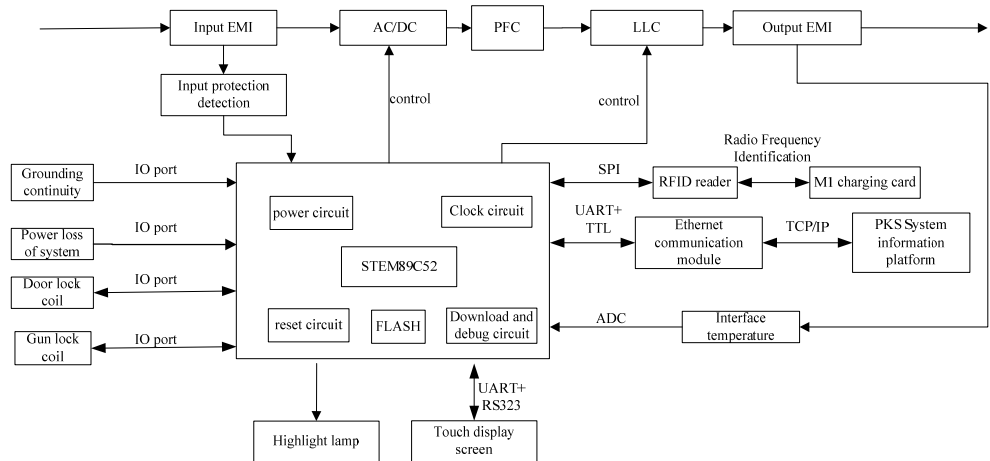 Input EMI
AC/DC
PFC
LLC
Output EMI
Input protection
detection
control
control
Grounding
continuity
IO port
Power loss
of system
IO port
Door lock
coil
IO port
Gun lock
coil
IO port
power circuit
Clock circuit
STEM89C52
reset circuit
FLASH
Download and
debug circuit
SPI
RFID reader
Radio Frequency
Identification
M1 charging card
UART+
TTL
Ethernet
communication
module
TCP/IP
PKS System
information
platform
ADC
Interface
temperature
UART+
RS323
Highlight lamp
Touch display
screen